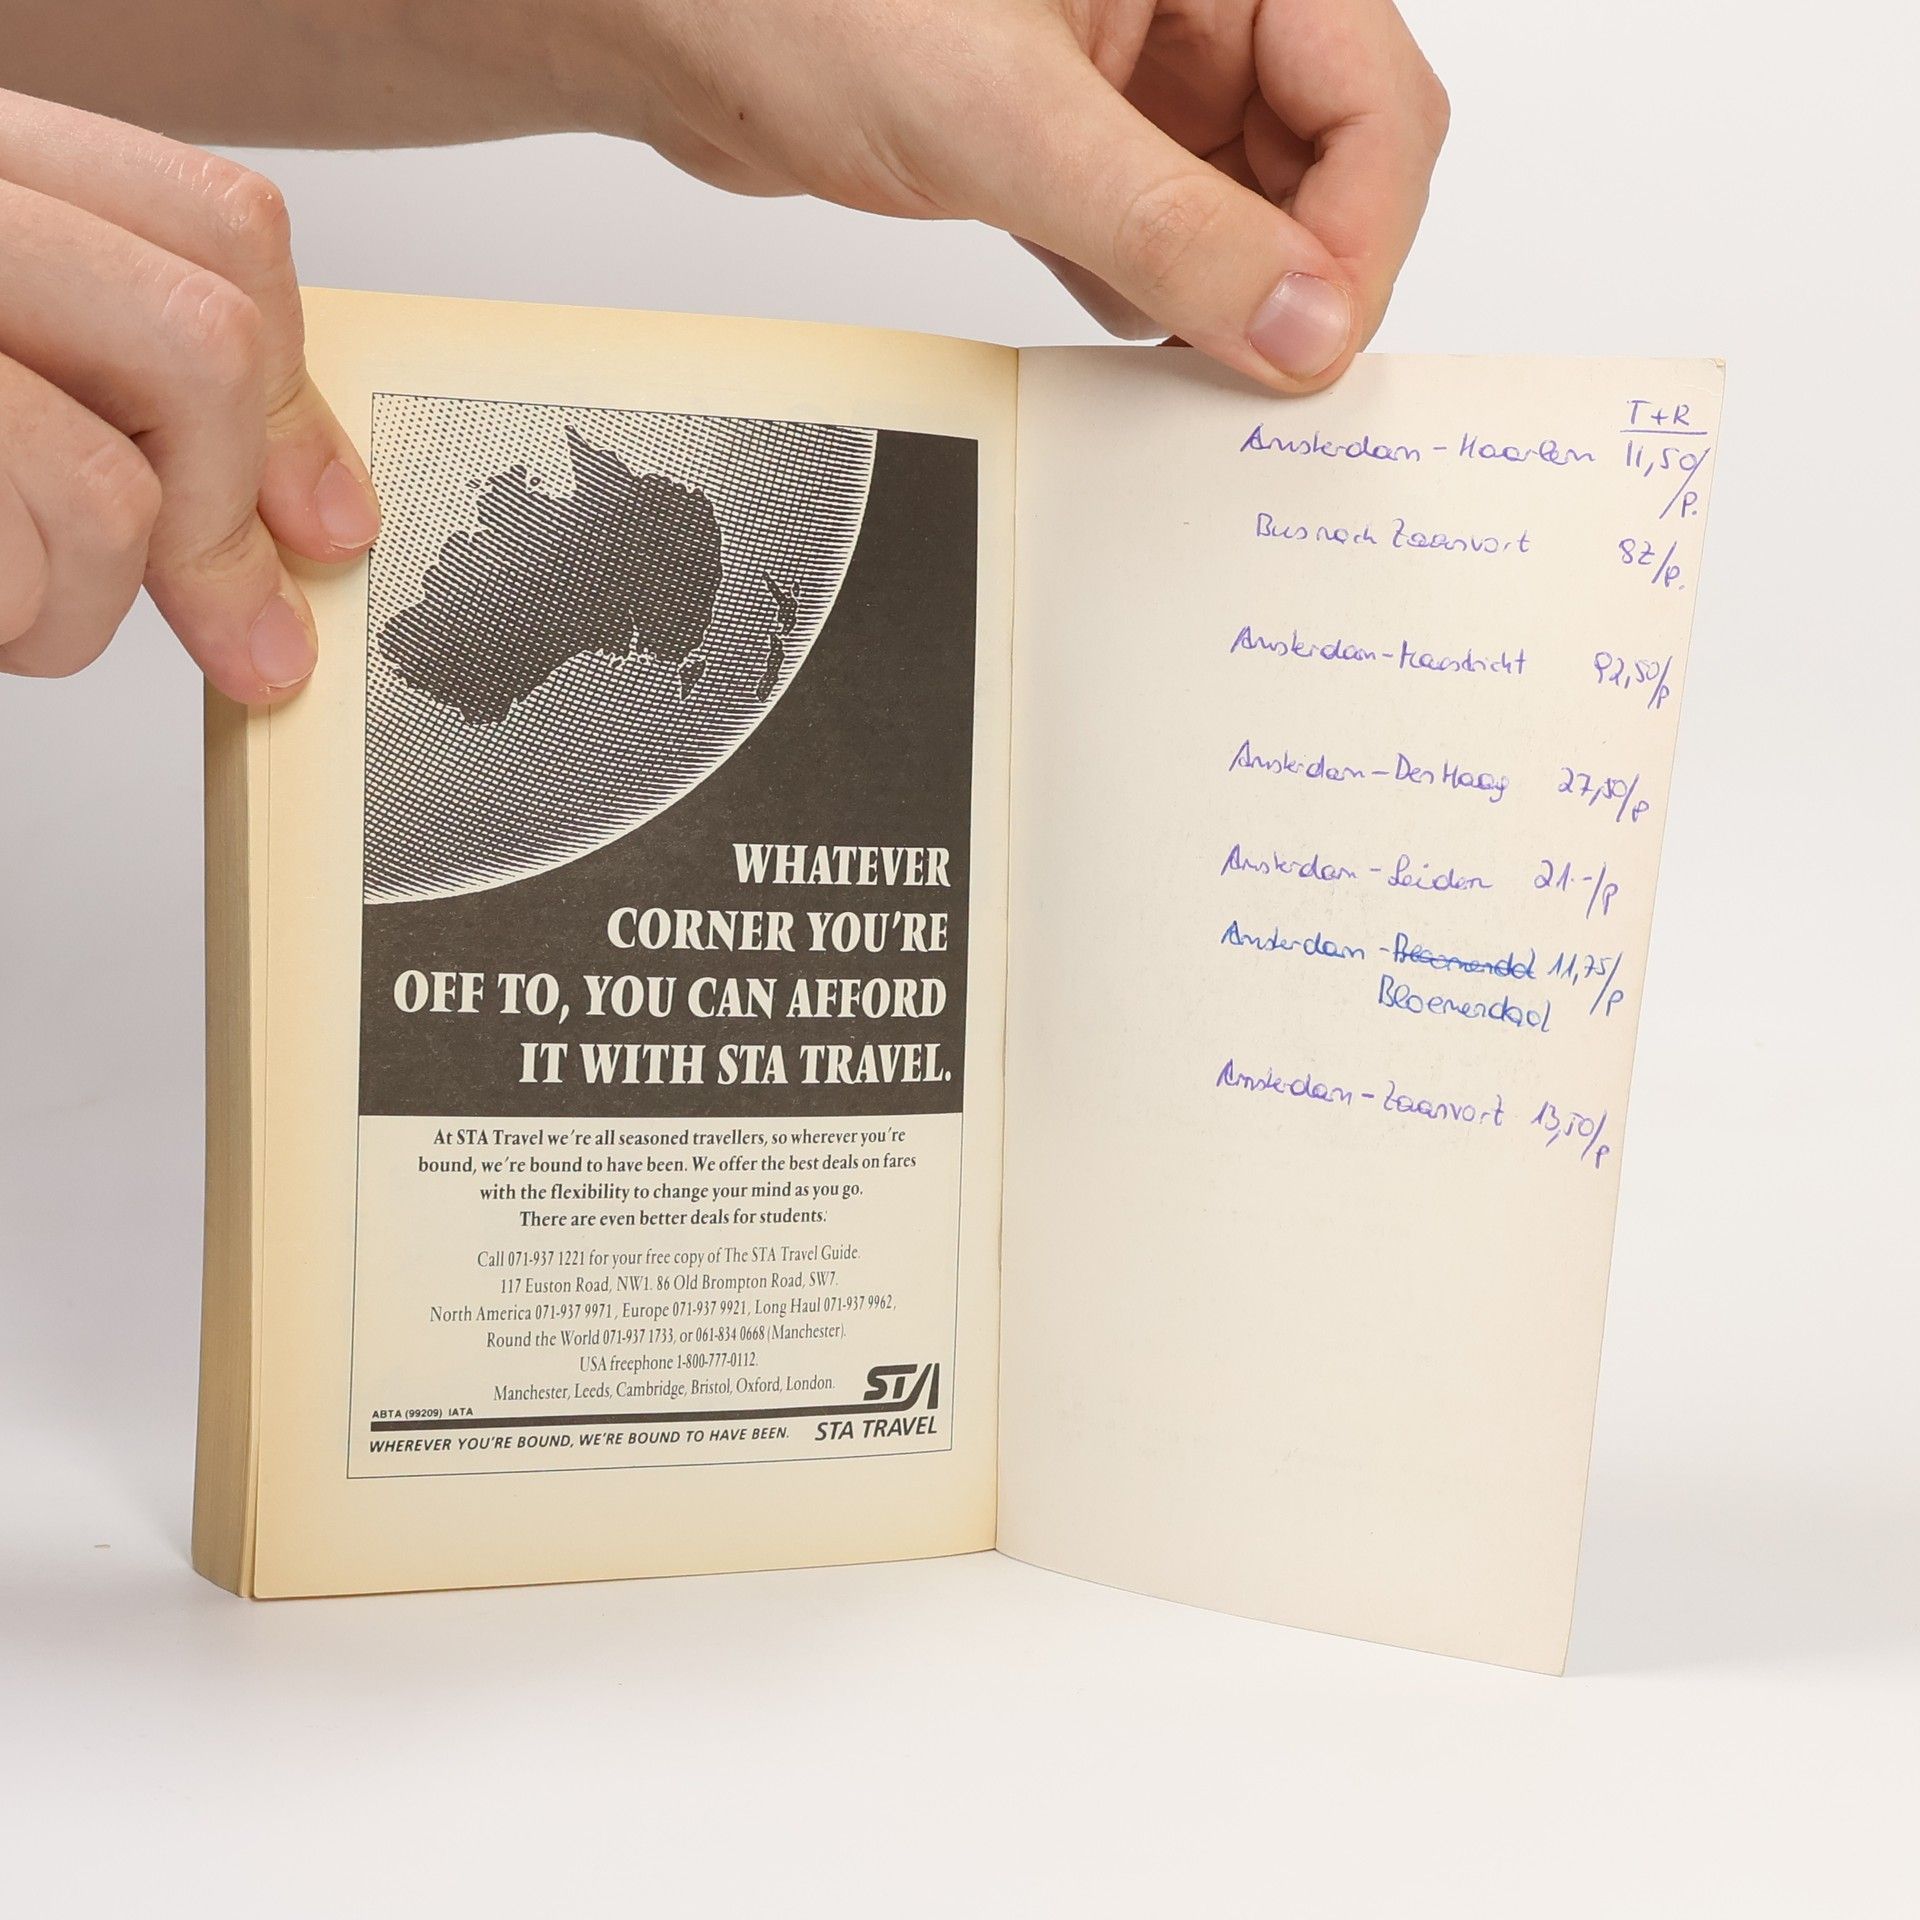 WHATEVER
CORNER YOU'RE
OFF TO, YOU CAN AFFORD
IT WITH STA TRAVEL.
At STA Travel we're all seasoned travellers, so wherever you're
bound, we're bound to have been. We offer the best deals on fares
with the flexibility to change your mind as you go.
There are even better deals for students.
Call 071-937 1221 for your free copy of The STA Travel Guide.
117 Euston Road, NW1. 86 Old Brompton Road, SW7.
North America 071-937 9971, Europe 071-937 9921, Long Haul 071-937 9962,
Round the World 071-937 1733, or 061-834 0668 (Manchester).
USA freephone 1-800-777-0112.
Manchester, Leeds, Cambridge, Bristol, Oxford, London.
ABTA (99209) IATA
STA
WHEREVER YOU'RE BOUND, WE'RE BOUND TO HAVE BEEN.
STA TRAVEL
T+R
Amsterdam - Haarlem 11,50/
/P.
Bus nach Zaanvort 8Z/P.
Amsterdam - Maastricht 92,50/P
Amsterdam - Den Haag 27,50/P
Amsterdam - Leiden 21.-/P
Amsterdam - 11,75/P
Bloemendaal
Amsterdam - Zaanvort 13,50/P